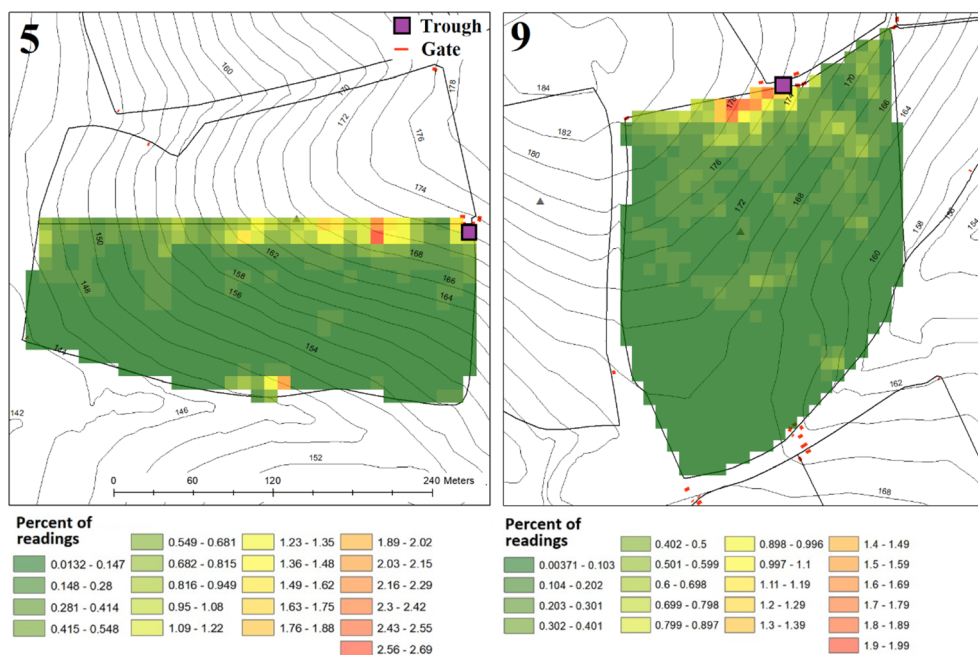 5
Trough
Gate
160
170
172
178
176
174
150
162
168
158
166
148
156
164
154
144
142
146
152
0 60 120 240 Meters
Percent of
readings
0.0132 - 0.147
0.148 - 0.28
0.281 - 0.414
0.415 - 0.548
0.549 - 0.681
0.682 - 0.815
0.816 - 0.949
0.95 - 1.08
1.09 - 1.22
1.23 - 1.35
1.36 - 1.48
1.49 - 1.62
1.63 - 1.75
1.76 - 1.88
1.89 - 2.02
2.03 - 2.15
2.16 - 2.29
2.3 - 2.42
2.43 - 2.55
2.56 - 2.69
9
184
182
180
178
174
170
166
164
176
172
168
160
158
156
154
162
168
Percent of
readings
0.00371 - 0.103
0.104 - 0.202
0.203 - 0.301
0.302 - 0.401
0.402 - 0.5
0.501 - 0.599
0.6 - 0.698
0.699 - 0.798
0.799 - 0.897
0.898 - 0.996
0.997 - 1.1
1.11 - 1.19
1.2 - 1.29
1.3 - 1.39
1.4 - 1.49
1.5 - 1.59
1.6 - 1.69
1.7 - 1.79
1.8 - 1.89
1.9 - 1.99